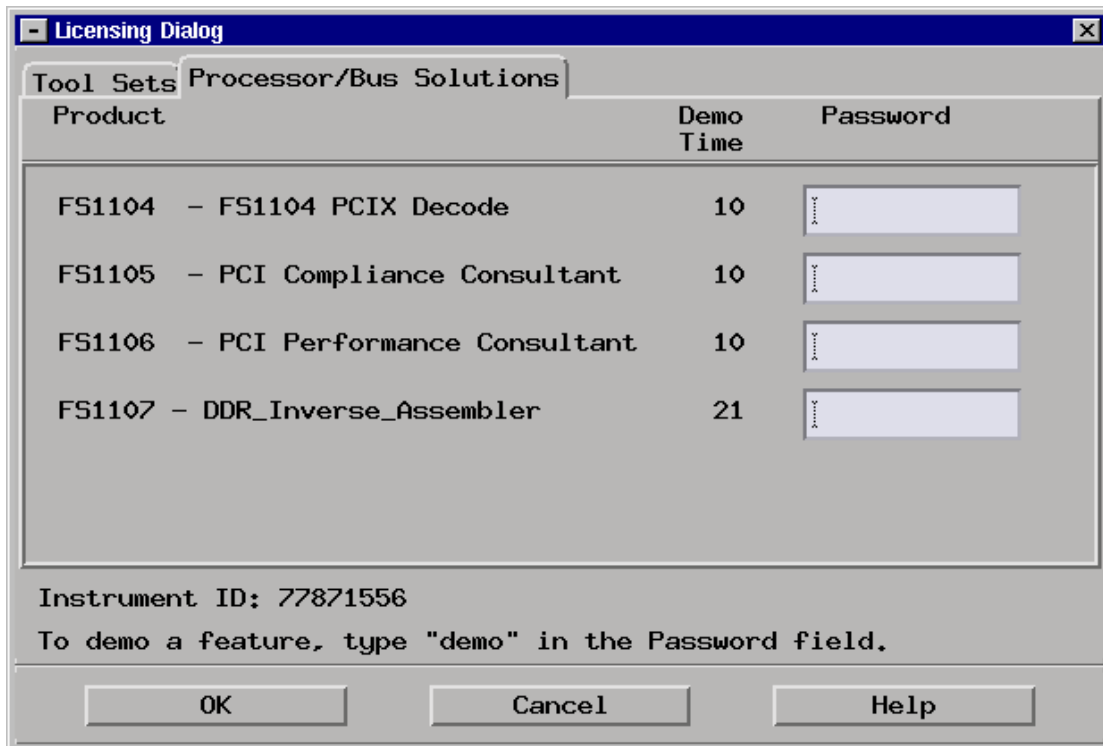 Licensing Dialog
Tool Sets Processor/Bus Solutions
Product Demo Time Password
FS1104 - FS1104 PCIX Decode 10
FS1105 - PCI Compliance Consultant 10
FS1106 - PCI Performance Consultant 10
FS1107 - DDR_Inverse_Assembler 21
Instrument ID: 77871556
To demo a feature, type "demo" in the Password field.
OK Cancel Help